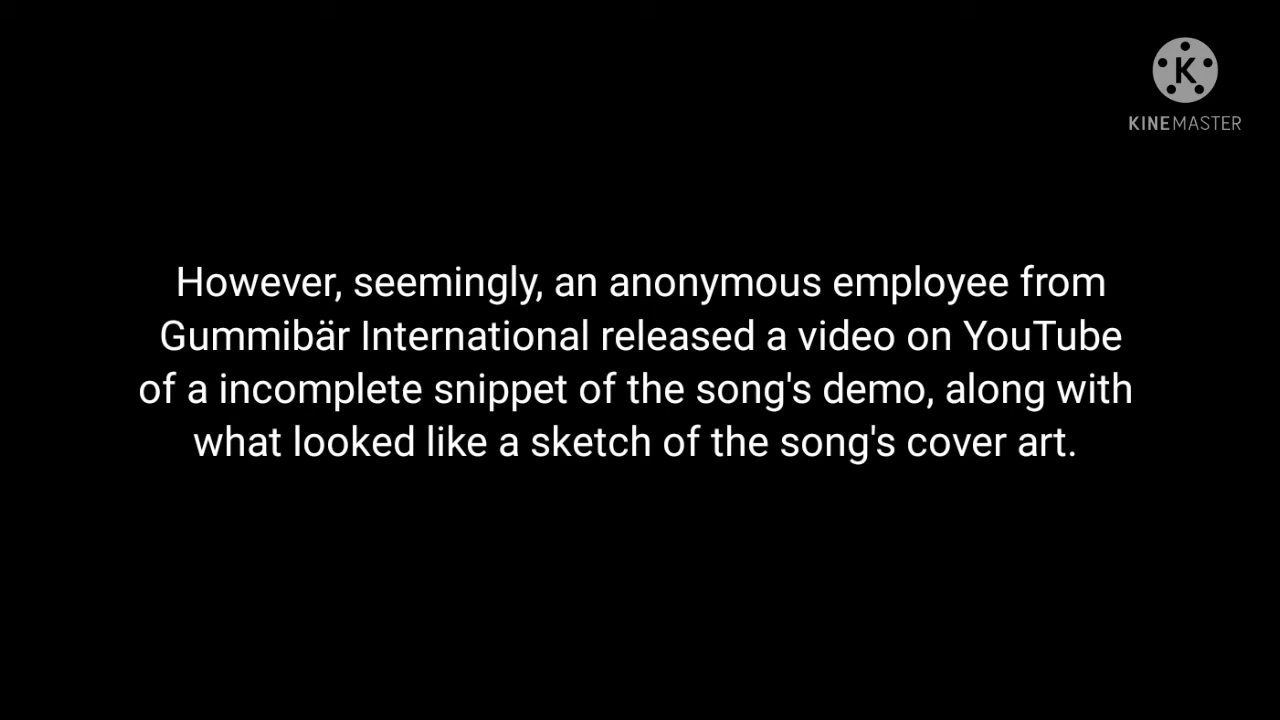 K
KINEMASTER
However, seemingly, an anonymous employee from
Gummibär International released a video on YouTube
of a incomplete snippet of the song's demo, along with
what looked like a sketch of the song's cover art.